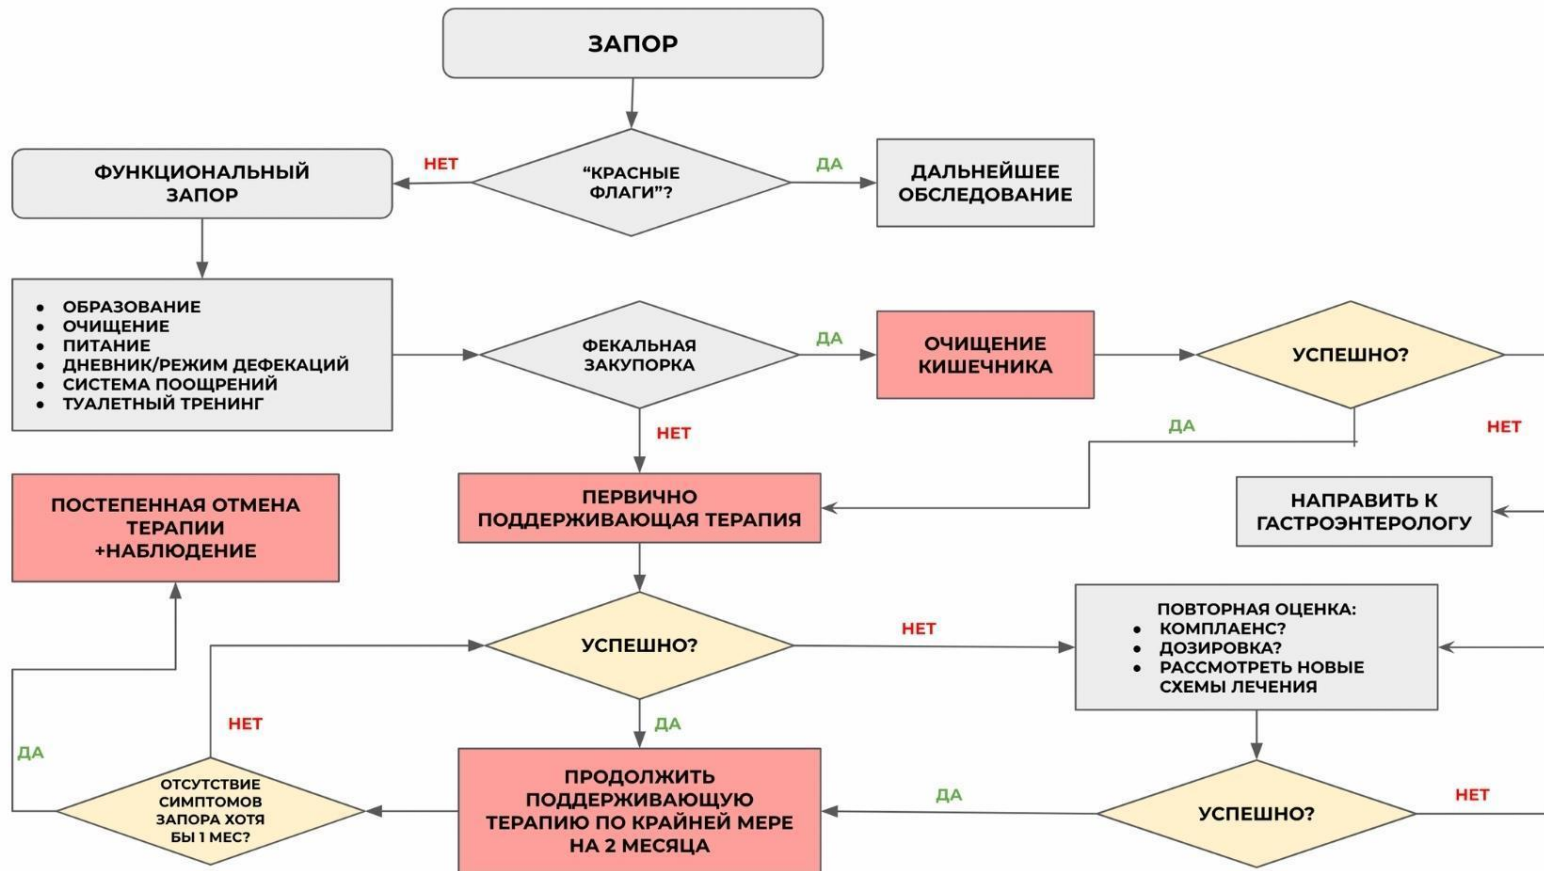 ЗАПОР
“КРАСНЫЕ
ФЛАГИ”?
НЕТ
ДА
ФУНКЦИОНАЛЬНЫЙ
ЗАПОР
ДАЛЬНЕЙШЕЕ
ОБСЛЕДОВАНИЕ
● ОБРАЗОВАНИЕ
● ОЧИЩЕНИЕ
● ПИТАНИЕ
● ДНЕВНИК/РЕЖИМ ДЕФЕКАЦИЙ
● СИСТЕМА ПООЩРЕНИЙ
● ТУАЛЕТНЫЙ ТРЕНИНГ
ФЕКАЛЬНАЯ
ЗАКУПОРКА
ДА
ОЧИЩЕНИЕ
КИШЕЧНИКА
УСПЕШНО?
НЕТ
ДА
НЕТ
ПОСТЕПЕННАЯ ОТМЕНА
ТЕРАПИИ
+НАБЛЮДЕНИЕ
ПЕРВИЧНО
ПОДДЕРЖИВАЮЩАЯ ТЕРАПИЯ
НАПРАВИТЬ К
ГАСТРОЭНТЕРОЛОГУ
УСПЕШНО?
НЕТ
ПОВТОРНАЯ ОЦЕНКА:
● КОМПЛАЕНС?
● ДОЗИРОВКА?
● РАССМОТРЕТЬ НОВЫЕ
СХЕМЫ ЛЕЧЕНИЯ
НЕТ
ДА
ДА
ОТСУТСТВИЕ
СИМПТОМОВ
ЗАПОРА ХОТЯ
БЫ 1 МЕС?
ПРОДОЛЖИТЬ
ПОДДЕРЖИВАЮЩУЮ
ТЕРАПИЮ ПО КРАЙНЕЙ МЕРЕ
НА 2 МЕСЯЦА
ДА
УСПЕШНО?
НЕТ